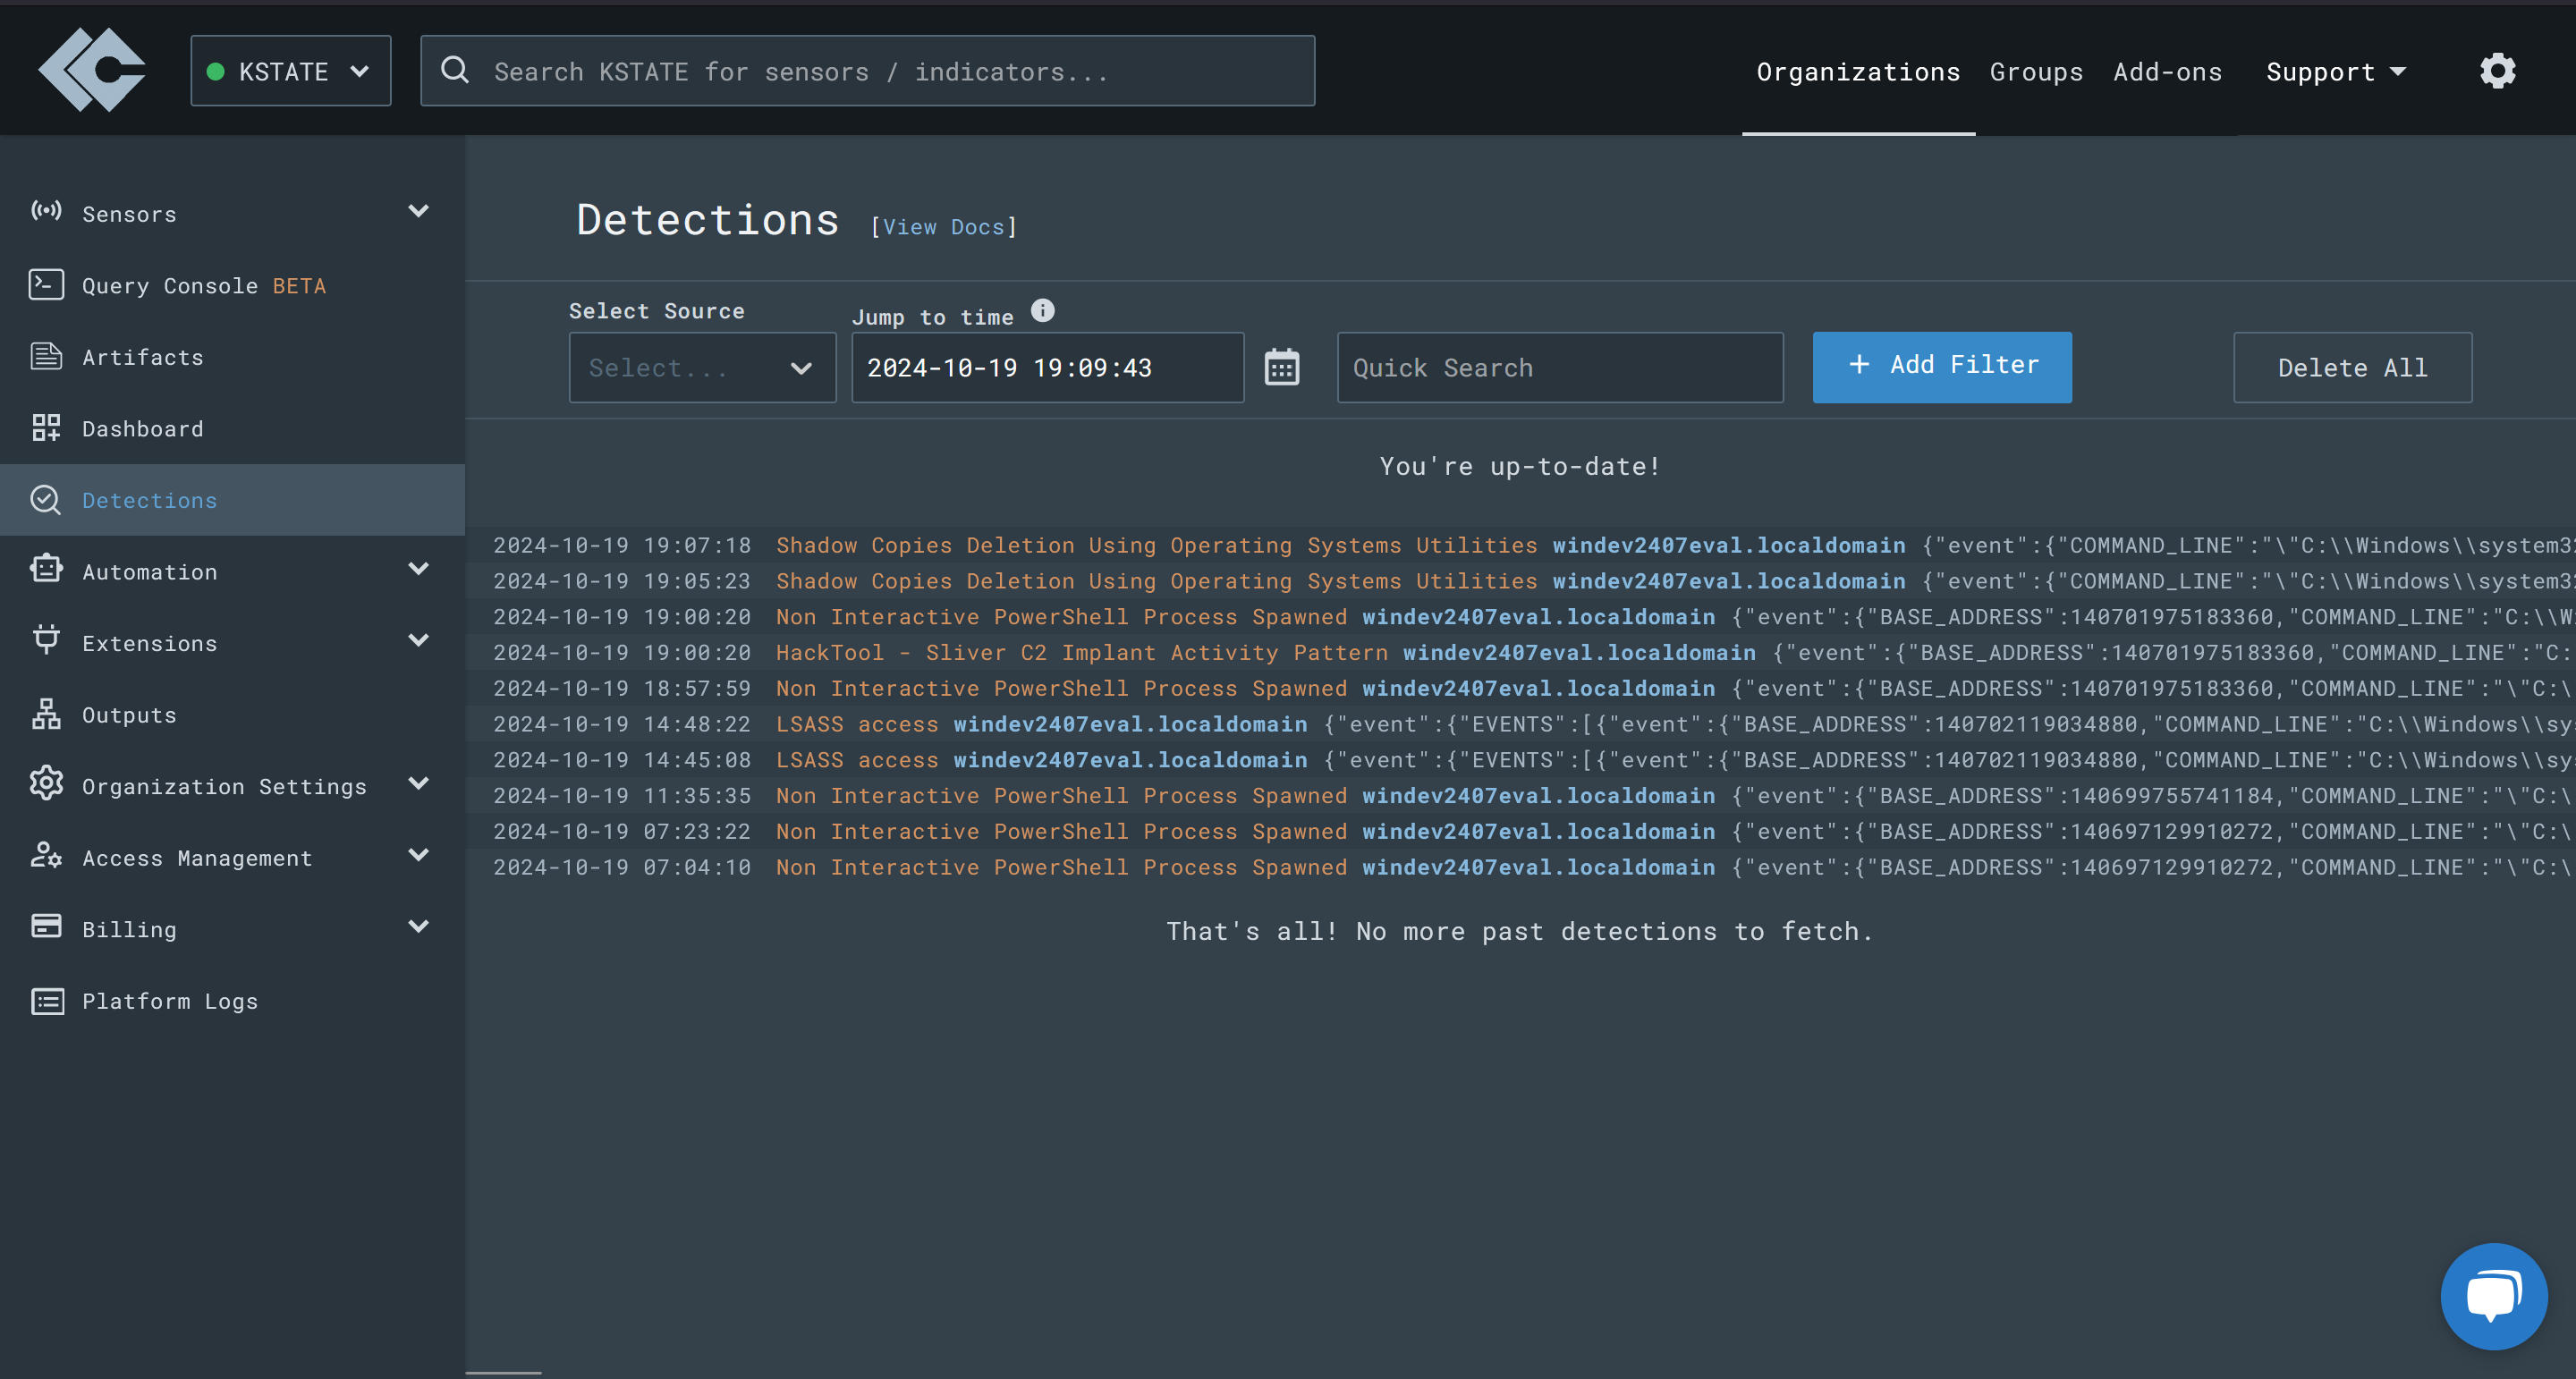 KSTATE
Search KSTATE for sensors / indicators...
Organizations
Groups
Add-ons
Support
Sensors
Query Console BETA
Artifacts
Dashboard
Detections
Automation
Extensions
Outputs
Organization Settings
Access Management
Billing
Platform Logs
Detections [View Docs]
Select Source
Jump to time
Select...
2024-10-19 19:09:43
Quick Search
+ Add Filter
Delete All
You're up-to-date!
2024-10-19 19:07:18 Shadow Copies Deletion Using Operating Systems Utilities windev2407eval.localdomain {"event":{"COMMAND_LINE":"\"C:\\Windows\\system32
2024-10-19 19:05:23 Shadow Copies Deletion Using Operating Systems Utilities windev2407eval.localdomain {"event":{"COMMAND_LINE":"\"C:\\Windows\\system32
2024-10-19 19:00:20 Non Interactive PowerShell Process Spawned windev2407eval.localdomain {"event":{"BASE_ADDRESS":140701975183360,"COMMAND_LINE":"C:\\W
2024-10-19 19:00:20 HackTool - Sliver C2 Implant Activity Pattern windev2407eval.localdomain {"event":{"BASE_ADDRESS":140701975183360,"COMMAND_LINE":"C:
2024-10-19 18:57:59 Non Interactive PowerShell Process Spawned windev2407eval.localdomain {"event":{"BASE_ADDRESS":140701975183360,"COMMAND_LINE":"\"C:\
2024-10-19 14:48:22 LSASS access windev2407eval.localdomain {"event":{"EVENTS":[{"event":{"BASE_ADDRESS":140702119034880,"COMMAND_LINE":"C:\\Windows\\sys
2024-10-19 14:45:08 LSASS access windev2407eval.localdomain {"event":{"EVENTS":[{"event":{"BASE_ADDRESS":140702119034880,"COMMAND_LINE":"C:\\Windows\\sys
2024-10-19 11:35:35 Non Interactive PowerShell Process Spawned windev2407eval.localdomain {"event":{"BASE_ADDRESS":140699755741184,"COMMAND_LINE":"\"C:\
2024-10-19 07:23:22 Non Interactive PowerShell Process Spawned windev2407eval.localdomain {"event":{"BASE_ADDRESS":140697129910272,"COMMAND_LINE":"\"C:\
2024-10-19 07:04:10 Non Interactive PowerShell Process Spawned windev2407eval.localdomain {"event":{"BASE_ADDRESS":140697129910272,"COMMAND_LINE":"\"C:\
That's all! No more past detections to fetch.